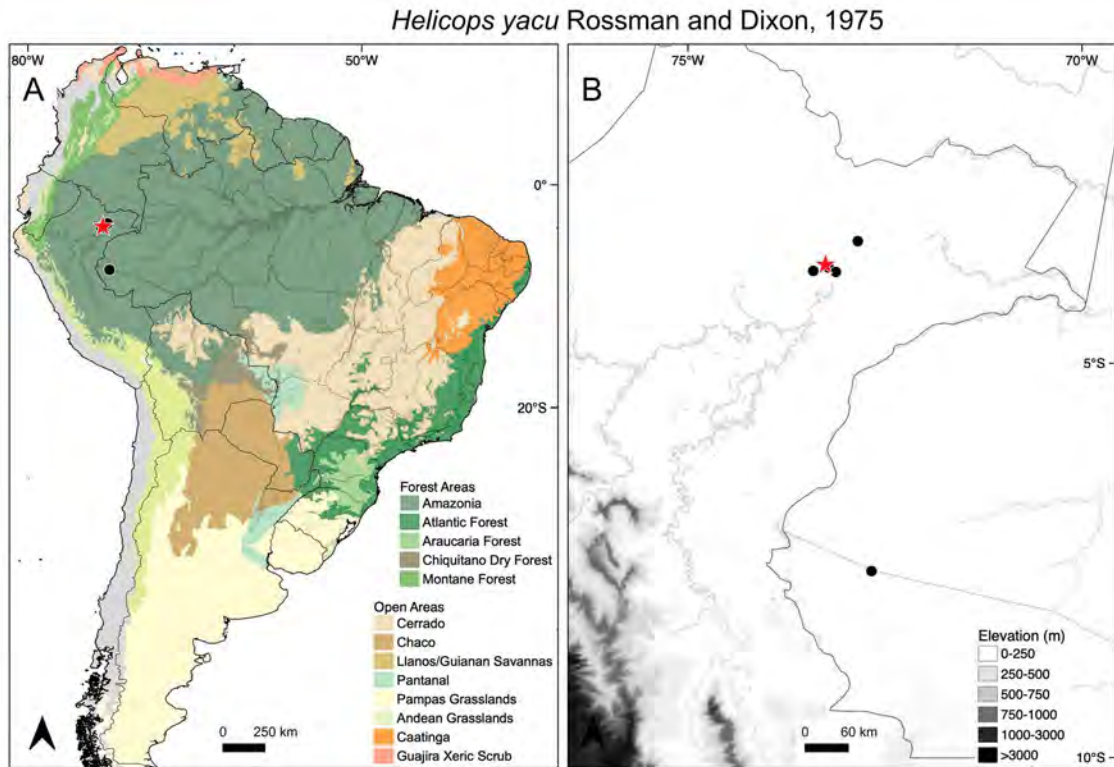 Helicops yacu Rossman and Dixon, 1975
A
80°W
50°W
0°
20°S
Forest Areas
Amazonia
Atlantic Forest
Araucaria Forest
Chiquitano Dry Forest
Montane Forest
Open Areas
Cerrado
Chaco
Llanos/Guianan Savannas
Pantanal
Pampas Grasslands
Andean Grasslands
Caatinga
Guajira Xeric Scrub
0 250 km
B
75°W
70°W
5°S
10°S
Elevation (m)
0-250
250-500
500-750
750-1000
1000-3000
>3000
0 60 km